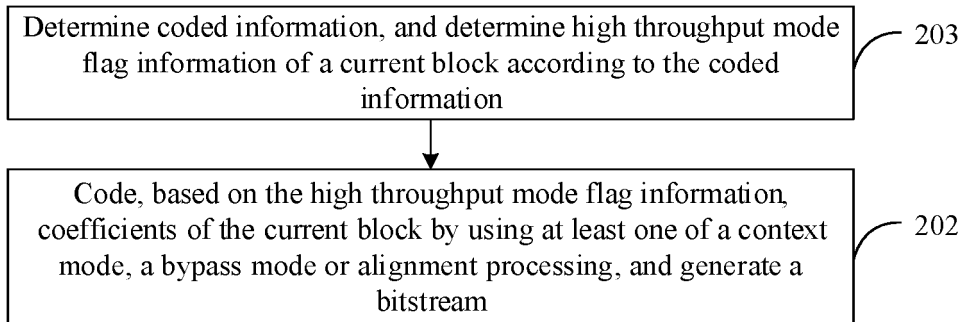 Determine coded information, and determine high throughput mode
flag information of a current block according to the coded
information
203
Code, based on the high throughput mode flag information,
coefficients of the current block by using at least one of a context
mode, a bypass mode or alignment processing, and generate a
bitstream
202